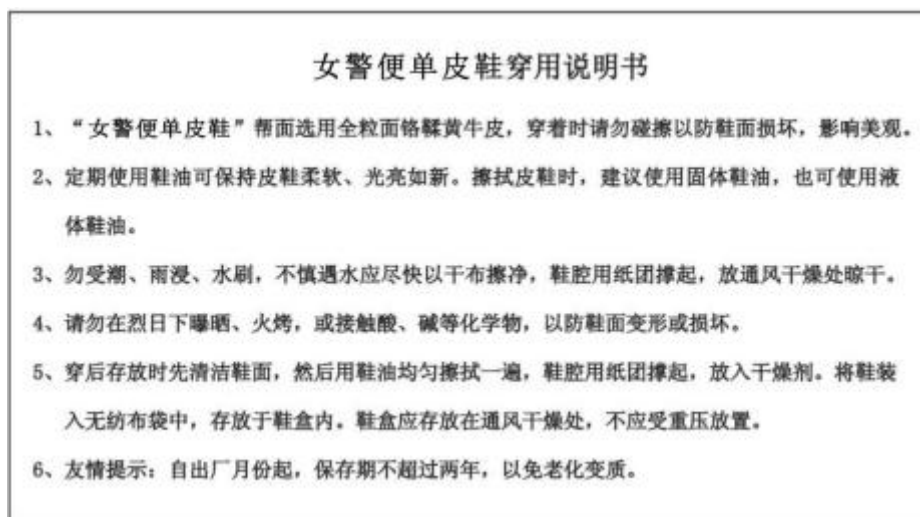 女警便单皮鞋穿用说明书
1、“女警便单皮鞋”帮面选用全粒面铬鞣黄牛皮，穿着时请勿碰擦以防鞋面损坏，影响美观。
2、定期使用鞋油可保持皮鞋柔软、光亮如新。擦拭皮鞋时，建议使用固体鞋油，也可使用液
体鞋油。
3、勿受潮、雨浸、水刷，不慎遇水应尽快以干布擦净，鞋腔用纸团撑起，放通风干燥处晾干。
4、请勿在烈日下曝晒、火烤，或接触酸、碱等化学物，以防鞋面变形或损坏。
5、穿后存放时先清洁鞋面，然后用鞋油均匀擦拭一遍，鞋腔用纸团撑起，放入干燥剂。将鞋装
入无纺布袋中，存放于鞋盒内。鞋盒应存放在通风干燥处，不应受重压放置。
6、友情提示：自出厂月份起，保存期不超过两年，以免老化变质。